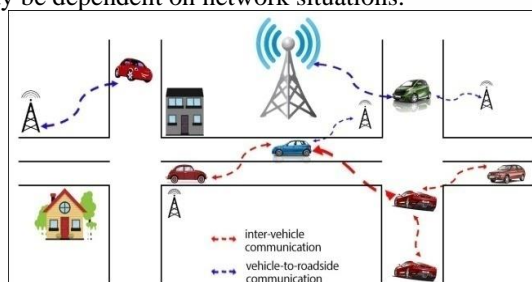 y be dependent on network situations.
inter-vehicle
communication
vehicle-to-roadside
communication